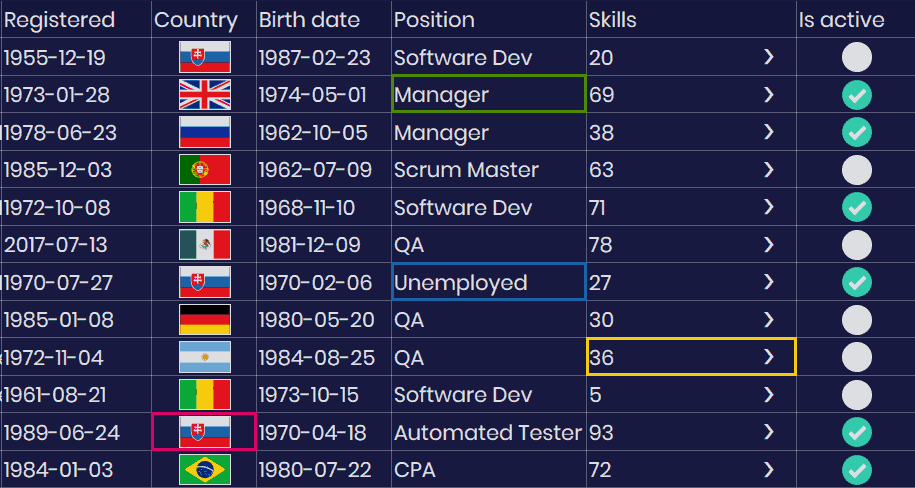 Registered Country Birth date Position Skills Is active
1955-12-19 1987-02-23 Software Dev 20
1973-01-28 1974-05-01 Manager 69
1978-06-23 1962-10-05 Manager 38
1985-12-03 1962-07-09 Scrum Master 63
1972-10-08 1968-11-10 Software Dev 71
2017-07-13 1981-12-09 QA 78
1970-07-27 1970-02-06 Unemployed 27
1985-01-08 1980-05-20 QA 30
1972-11-04 1984-08-25 QA 36
1961-08-21 1973-10-15 Software Dev 5
1989-06-24 1970-04-18 Automated Tester 93
1984-01-03 1980-07-22 CPA 72